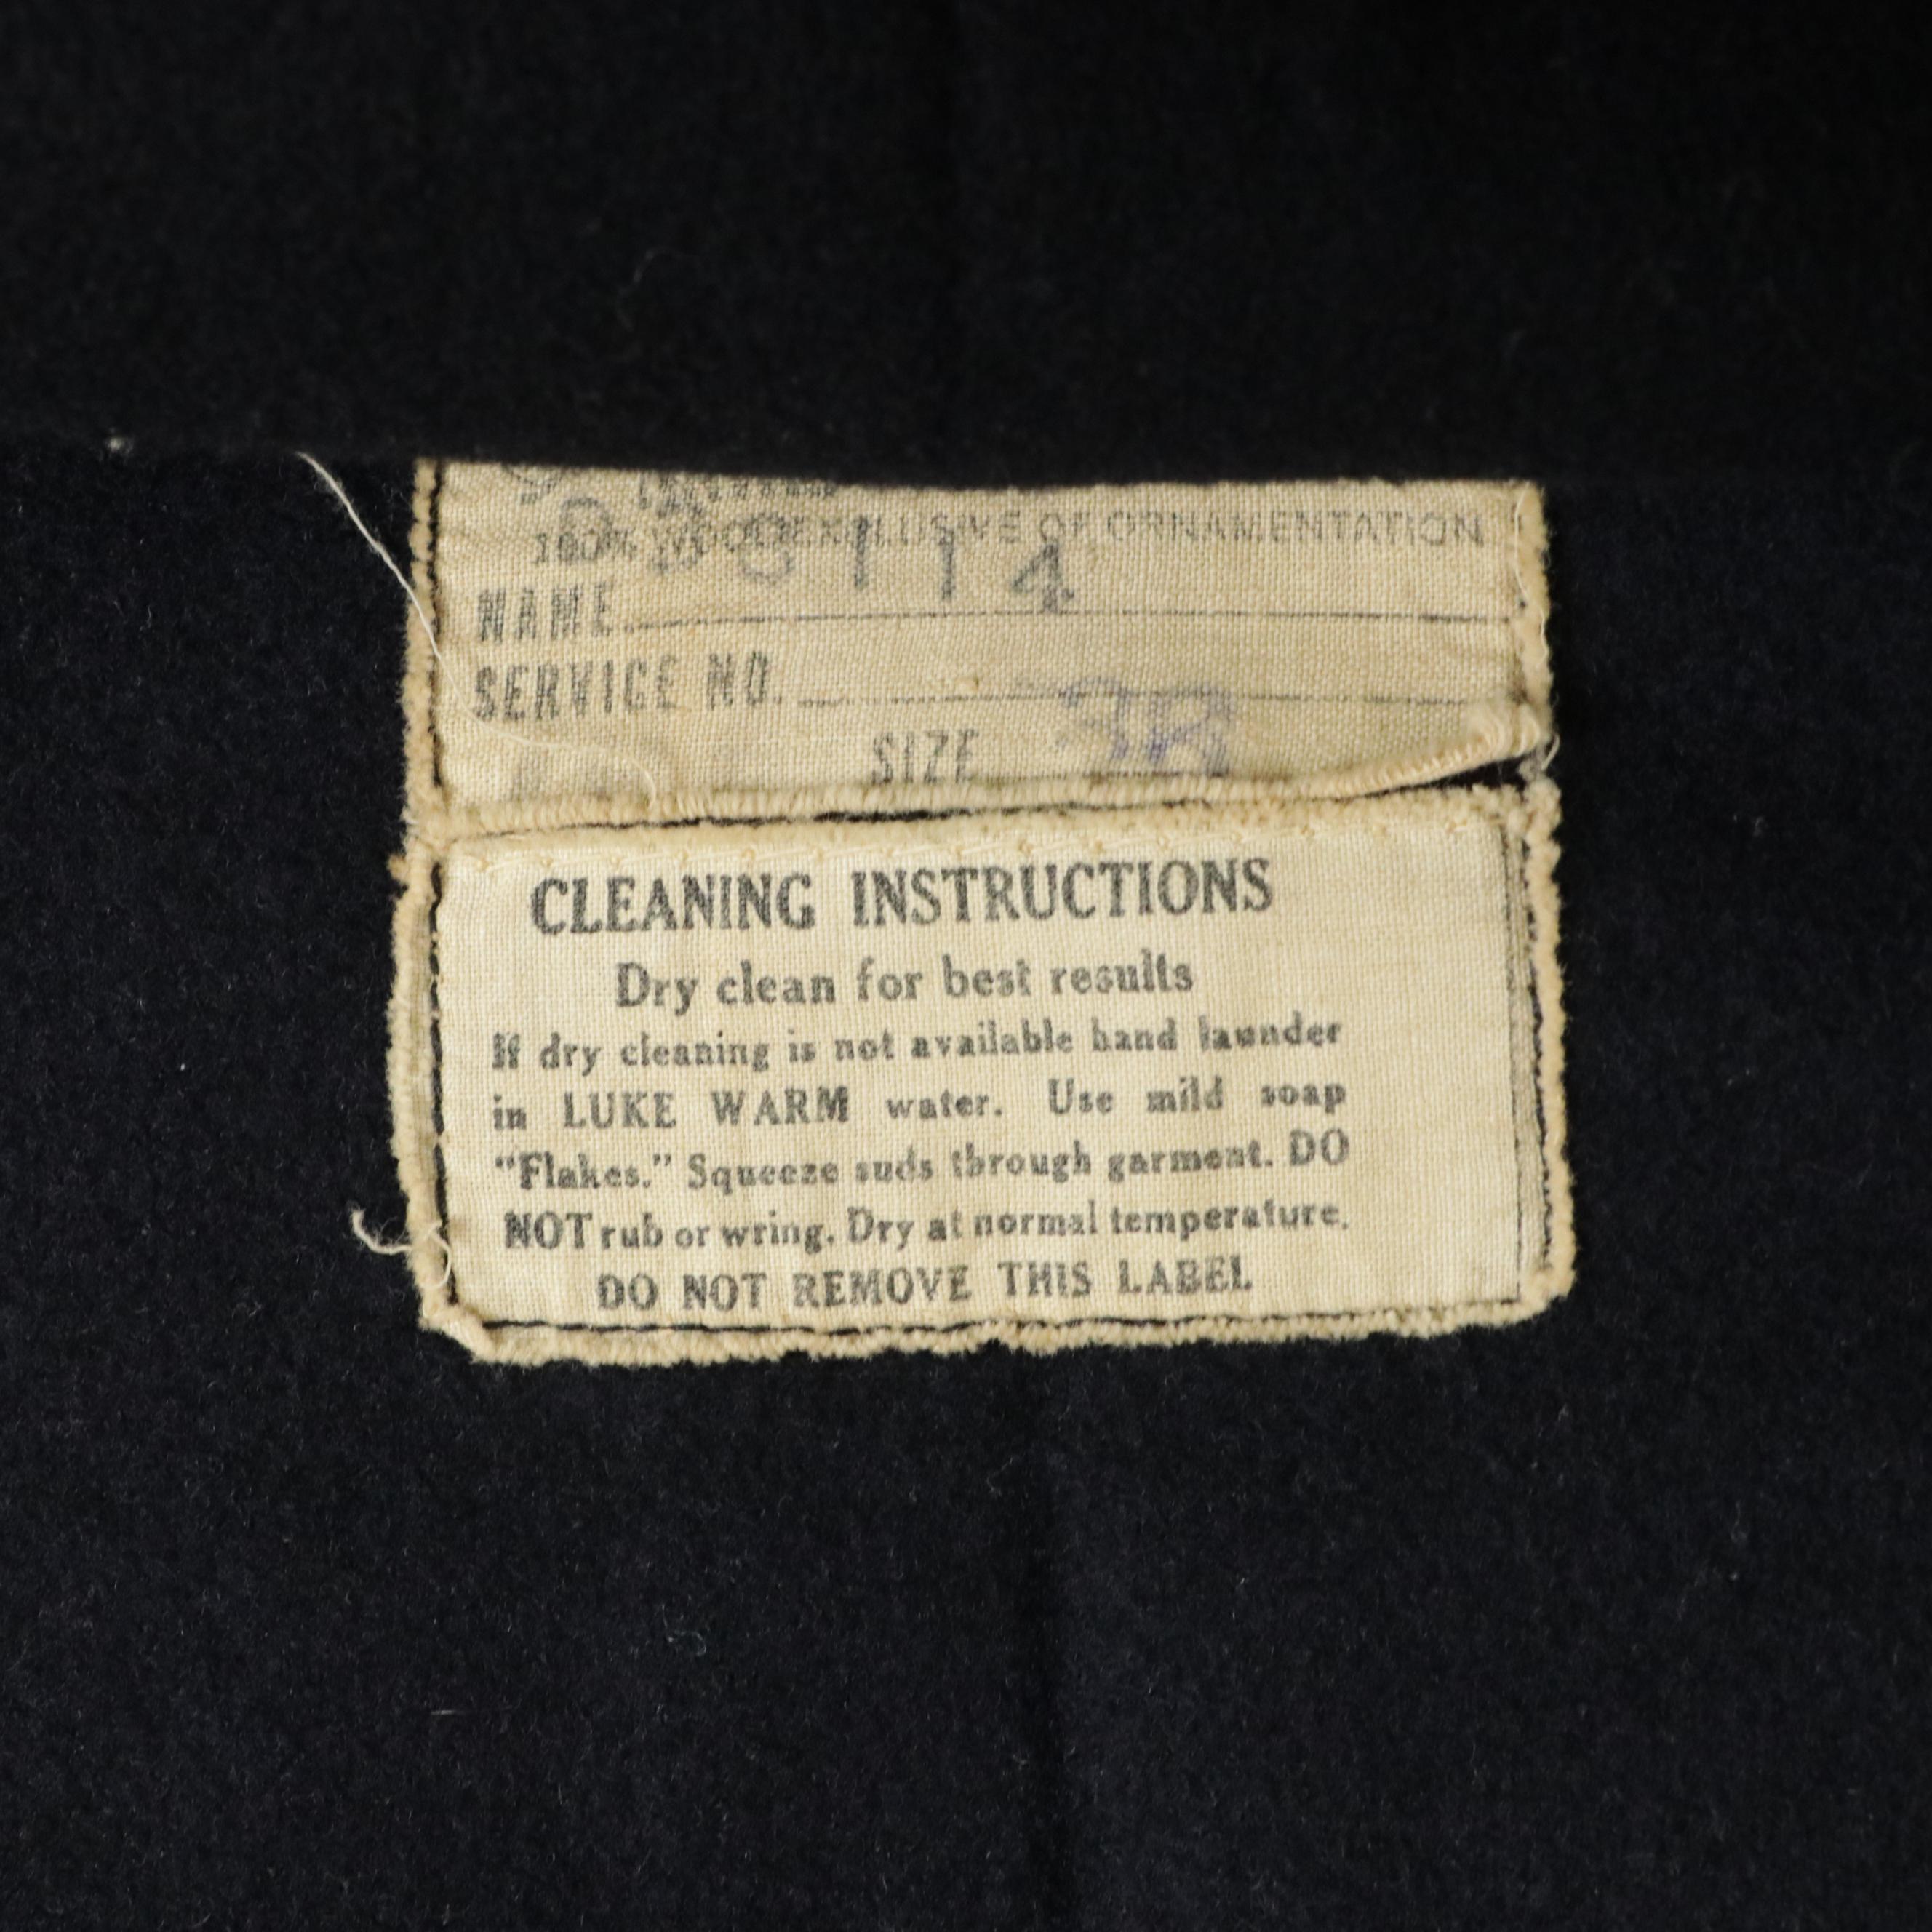 100% WOOL EXCLUSIVE OF ORNAMENTATION
114
NAME
SERVICE NO.
SIZE 38
CLEANING INSTRUCTIONS
Dry clean for best results
If dry cleaning is not available hand launder
in LUKE WARM water. Use mild soap
"Flakes." Squeeze suds through garment. DO
NOT rub or wring. Dry at normal temperature.
DO NOT REMOVE THIS LABEL